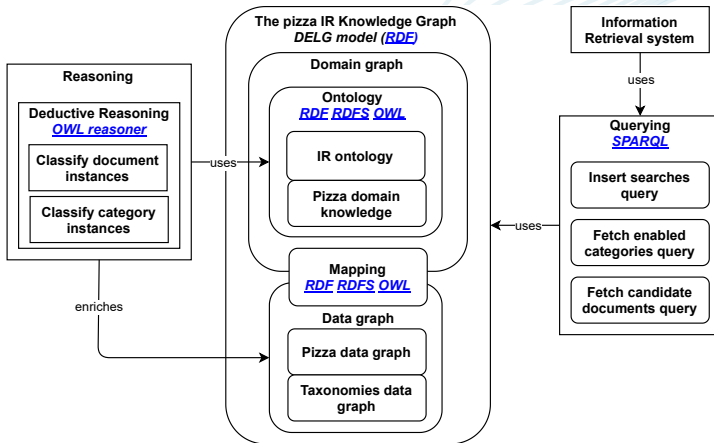 The pizza IR Knowledge Graph
DELG model (RDF)
Information
Retrieval system
Reasoning
Deductive Reasoning
OWL reasoner
Classify document
instances
Classify category
instances
uses
enriches
Domain graph
Ontology
RDF RDFS OWL
IR ontology
Pizza domain
knowledge
Mapping
RDF RDFS OWL
Data graph
Pizza data graph
Taxonomies data
graph
uses
uses
Querying
SPARQL
Insert searches
query
Fetch enabled
categories query
Fetch candidate
documents query